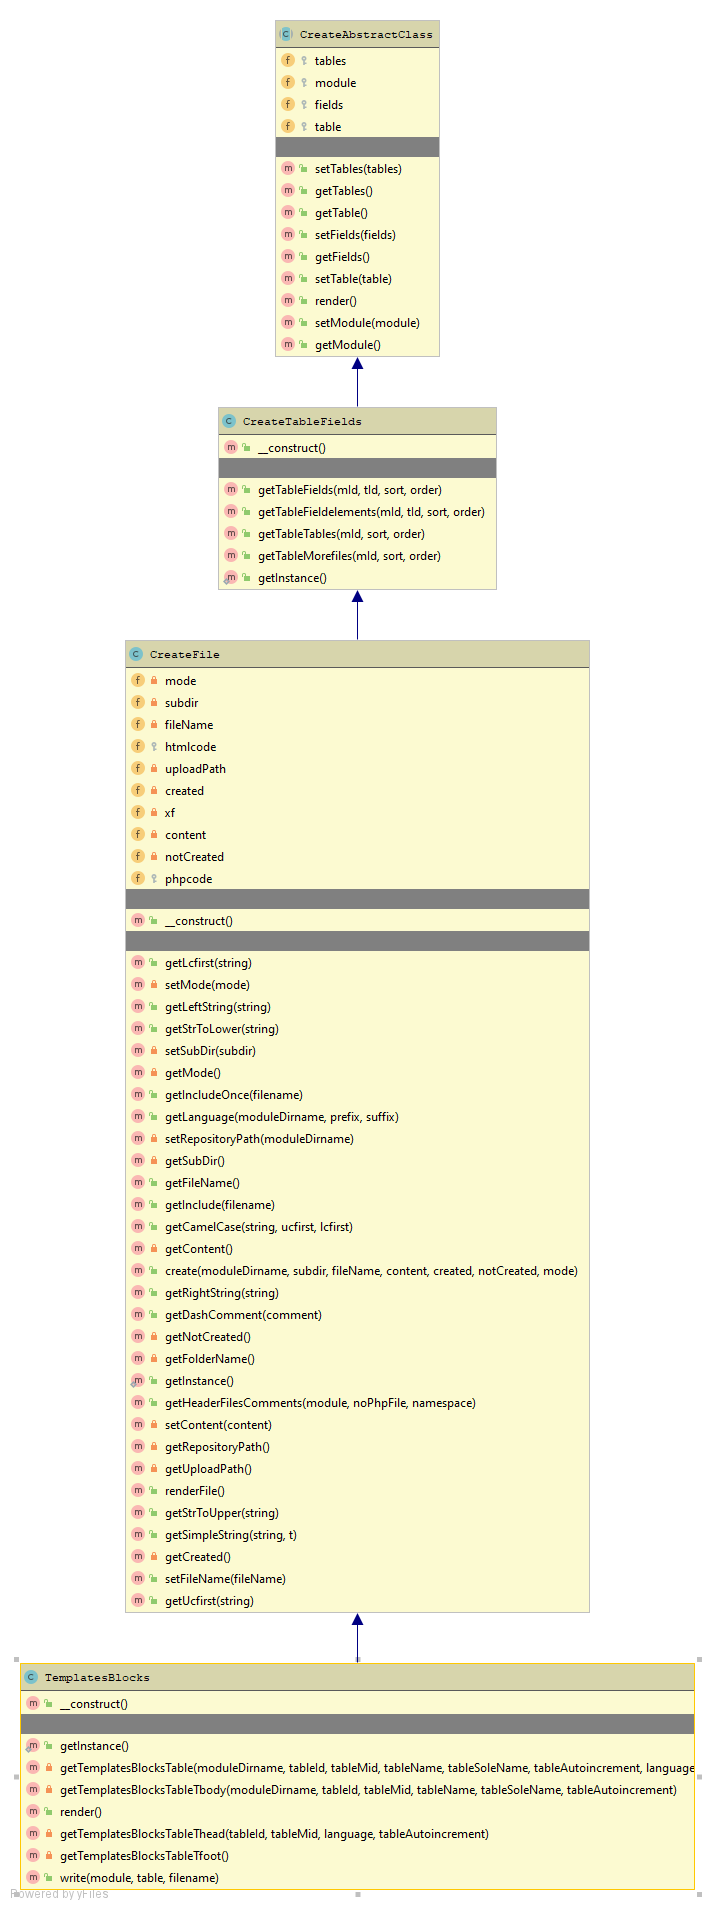 CreateAbstractClass
tables
module
fields
table
setTables(tables)
getTables()
getTable()
setFields(fields)
getFields()
setTable(table)
render()
setModule(module)
getModule()
CreateTableFields
__construct()
getTableFields(mId, tId, sort, order)
getTableFieldelements(mId, tId, sort, order)
getTableTables(mId, sort, order)
getTableMorefiles(mId, sort, order)
getInstance()
CreateFile
mode
subdir
fileName
htmlcode
uploadPath
created
xf
content
notCreated
phpcode
__construct()
getLcfirst(string)
setMode(mode)
getLeftString(string)
getStrToLower(string)
setSubDir(subdir)
getMode()
getIncludeOnce(filename)
getLanguage(moduleDirname, prefix, suffix)
setRepositoryPath(moduleDirname)
getSubDir()
getFileName()
getInclude(filename)
getCamelCase(string, ucfirst, lcfirst)
getContent()
create(moduleDirname, subdir, fileName, content, created, notCreated, mode)
getRightString(string)
getDashComment(comment)
getNotCreated()
getFolderName()
getInstance()
getHeaderFilesComments(module, noPhpFile, namespace)
setContent(content)
getRepositoryPath()
getUploadPath()
renderFile()
getStrToUpper(string)
getSimpleString(string, t)
getCreated()
setFileName(fileName)
getUcfirst(string)
TemplatesBlocks
__construct()
getInstance()
getTemplatesBlocksTable(moduleDirname, tableId, tableMid, tableName, tableSoleName, tableAutoincrement, language
getTemplatesBlocksTableTbody(moduleDirname, tableId, tableMid, tableName, tableSoleName, tableAutoincrement)
render()
getTemplatesBlocksTableThead(tableId, tableMid, language, tableAutoincrement)
getTemplatesBlocksTableTfoot()
write(module, table, filename)
Powered by yFiles